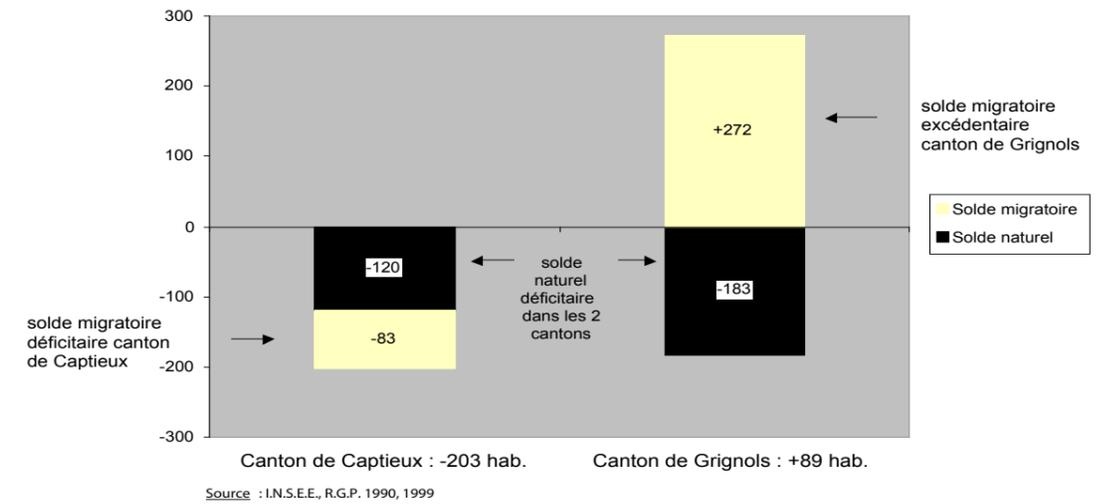 300
200
100
0
-100
-200
-300
+272
-120
-83
-183
solde migratoire
excédentaire
canton de Grignols
Solde migratoire
Solde naturel
solde
naturel
déficitaire
dans les 2
cantons
solde migratoire
déficitaire canton
de Captieux
Canton de Captieux : -203 hab.
Canton de Grignols : +89 hab.
Source : I.N.S.E.E., R.G.P. 1990, 1999